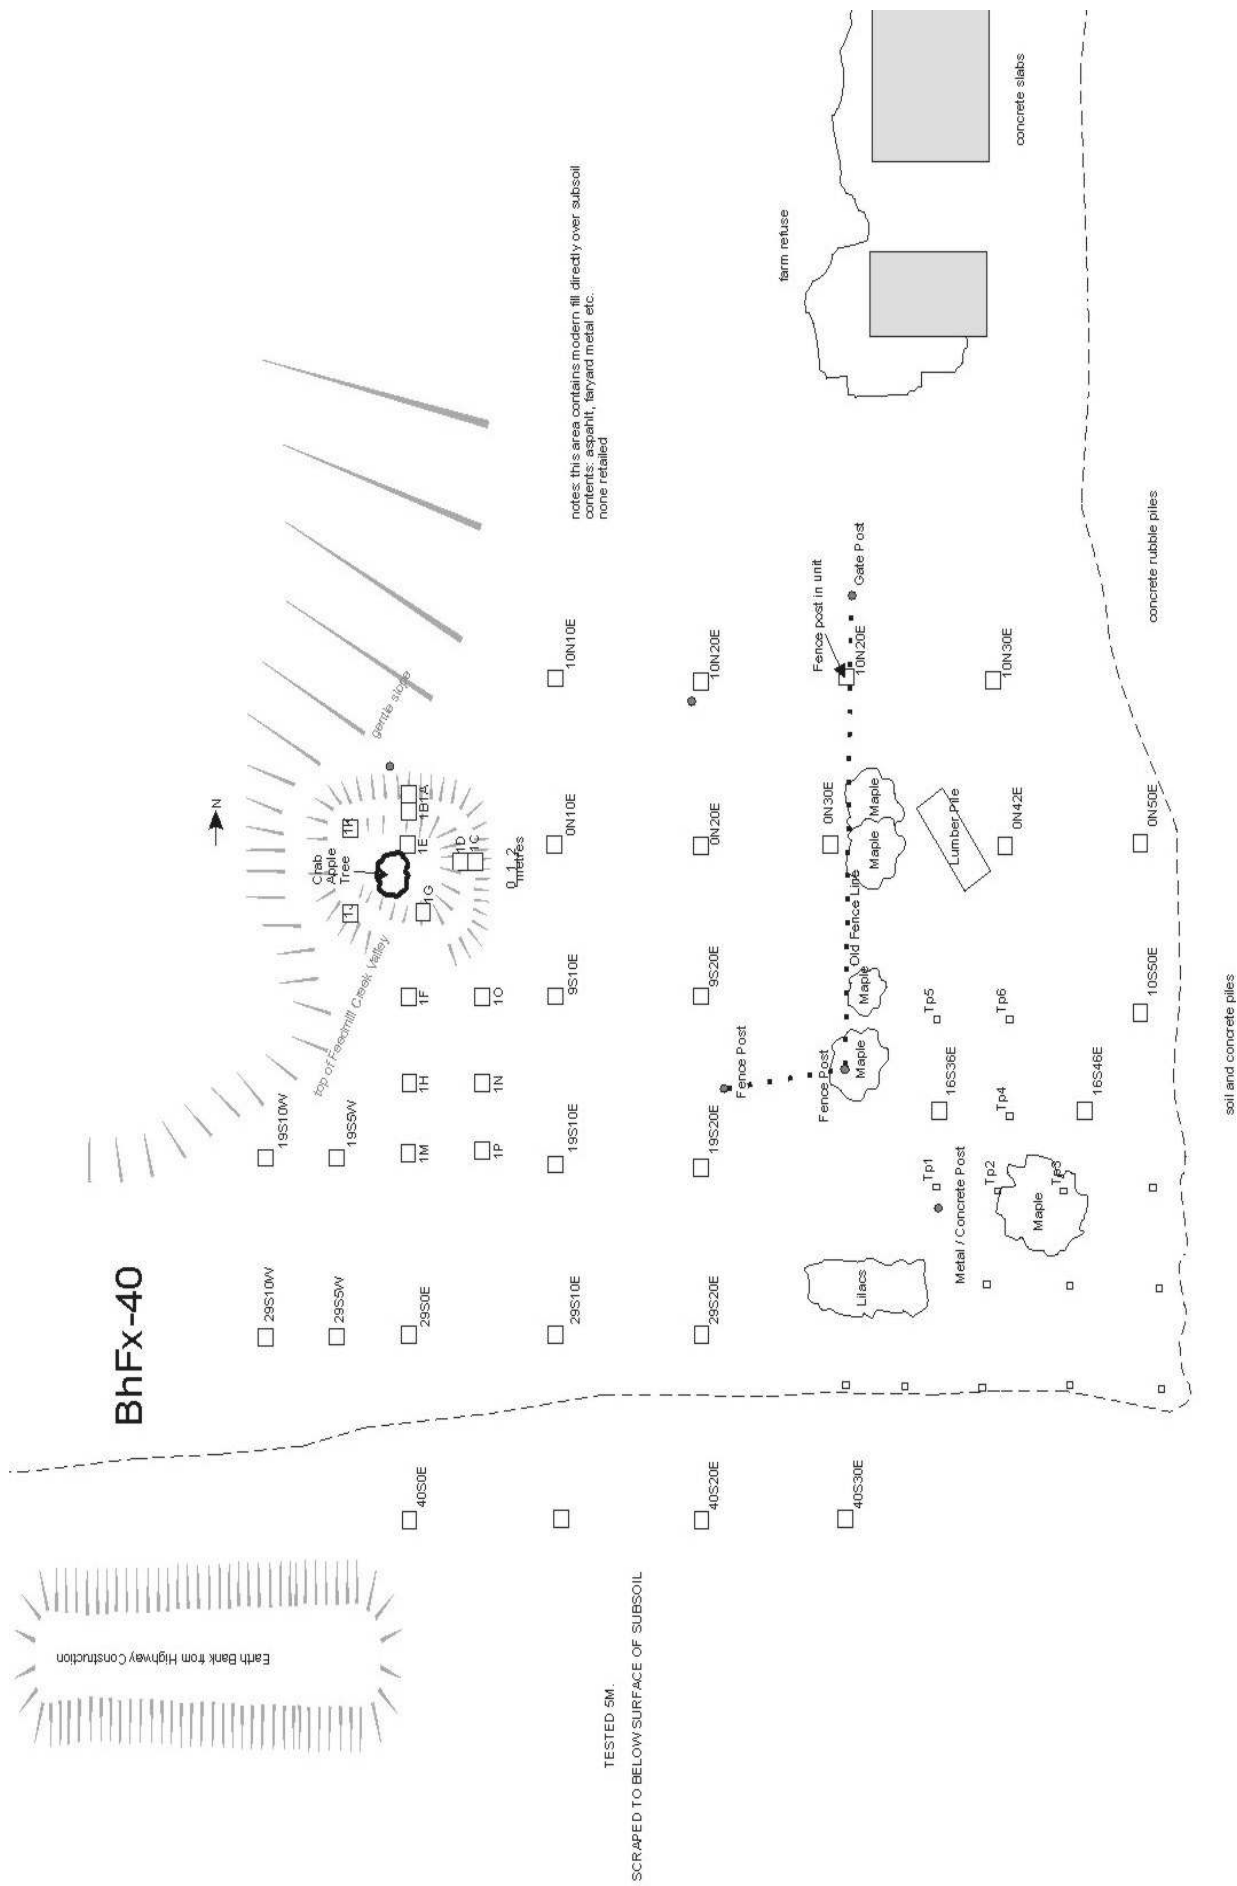 BhFx-40
N
Crab
Apple
Tree
1K
1J
1B1A
1E
1D
1C
1G
0 1 2
metres
gentle slope
top of Feedmill Creek Valley
notes: this area contains modern fill directly over subsoil
contents: aspahlt, faryard metal etc.
none retailed
farm refuse
concrete slabs
concrete rubble piles
soil and concrete piles
10N10E
10N20E
Fence post in unit
10N20E
Gate Post
10N30E
0N10E
0N20E
0N30E
Maple
Maple
Lumber Pile
0N42E
0N50E
Old Fence Line
1F
1O
9S10E
9S20E
Maple
Tp5
Tp6
10S50E
1H
1N
Fence Post
Fence Post
Maple
16S36E
Tp4
16S46E
19S10W
19S5W
1M
1P
19S10E
19S20E
Tp1
Tp2
Tp3
Maple
Metal / Concrete Post
Lilacs
29S10W
29S5W
29S0E
29S10E
29S20E
40S0E
40S20E
40S30E
Earth Bank from Highway Construction
TESTED 5M.
SCRAPED TO BELOW SURFACE OF SUBSOIL